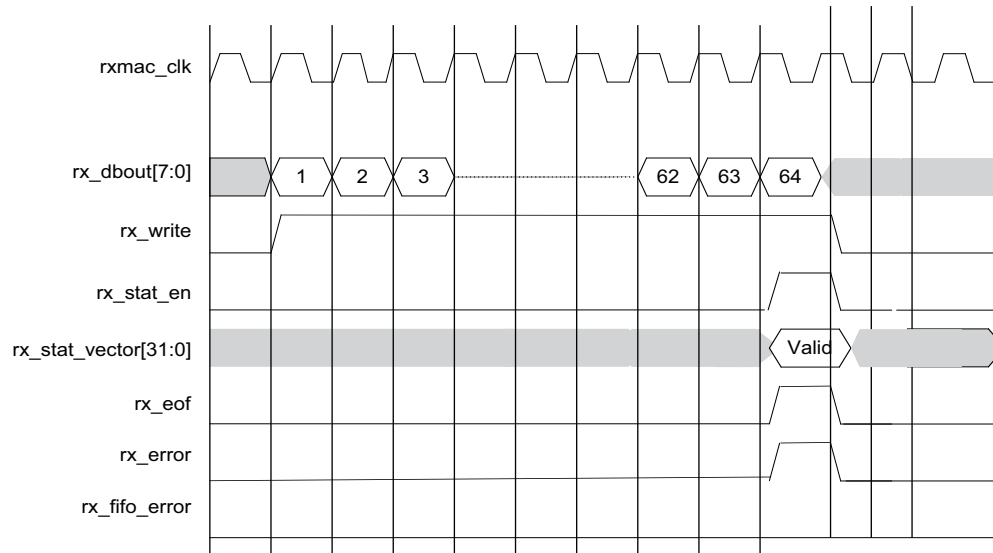 rxmac_clk
rx_dbout[7:0] 1 2 3 62 63 64
rx_write
rx_stat_en
rx_stat_vector[31:0] Valid
rx_eof
rx_error
rx_fifo_error